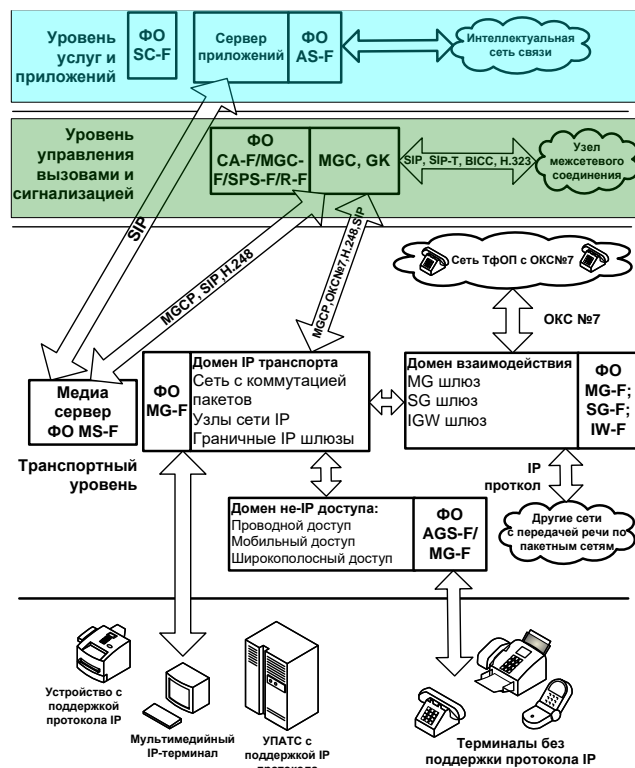 Уровень
услуг и
приложений
ФО
SC-F
Сервер
приложений
ФО
AS-F
Интеллектуальная
сеть связи
Уровень
управления
вызовами и
сигнализацией
ФО
CA-F/MGC-
F/SPS-F/R-F
MGC, GK
SIP, SIP-T, BICC, H.323
Узел
межсетевого
соединения
SIP
MGCP, SIP,H.248
MGCP,ОКС№7,H.248,SIP
Сеть ТфОП с ОКС№7
ОКС №7
Медиа
сервер
ФО MS-F
ФО
MG-F
Домен IP транспорта
Сеть с коммутацией
пакетов
Узлы сети IP
Граничные IP шлюзы
Домен взаимодействия
MG шлюз
SG шлюз
IGW шлюз
ФО
MG-F;
SG-F;
IW-F
Транспортный
уровень
IP
проткол
Домен не-IP доступа:
Проводной доступ
Мобильный доступ
Широкополосный доступ
ФО
AGS-F/
MG-F
Другие сети
с передачей речи по
пакетным сетям
Устройство с
поддержкой
протокола IP
Мультимедийный
IP-терминал
УПАТС с
поддержкой IP
протокола
Терминалы без
поддержки протокола IP